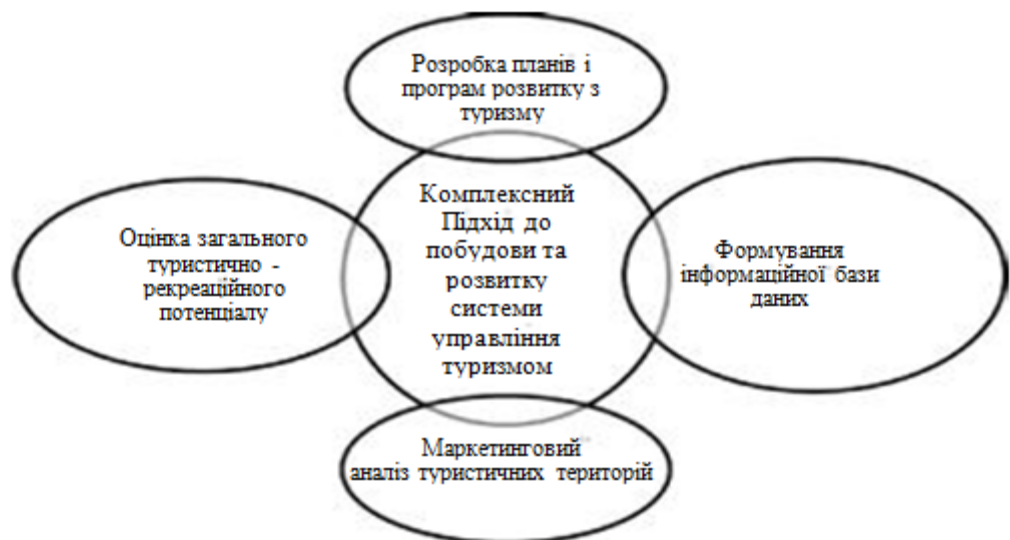 Розробка планів і
програм розвитку з
туризму
Оцінка загального
туристично -
рекреаційного
потенціалу
Комплексний
Підхід до
побудови та
розвитку
системи
управління
туризмом
Формування
інформаційної бази
даних
Маркетинговий
аналіз туристичних територій